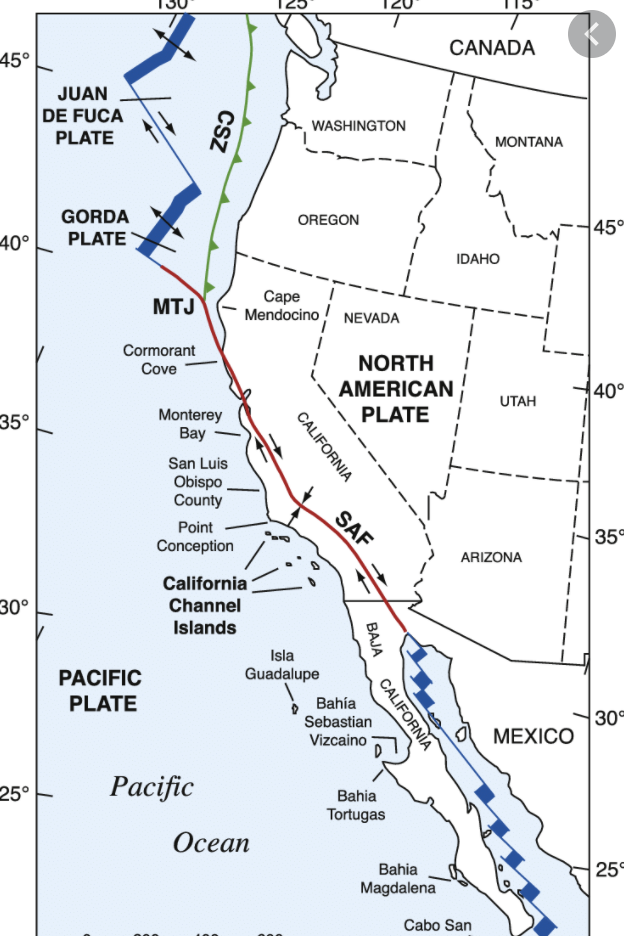 130°
125°
120°
115°
CANADA
45°
JUAN
DE FUCA
PLATE
CSZ
WASHINGTON
MONTANA
GORDA
PLATE
OREGON
45°
IDAHO
40°
MTJ
Cape
Mendocino
NEVADA
Cormorant
Cove
NORTH
AMERICAN
PLATE
40°
UTAH
35°
Monterey
Bay
CALIFORNIA
San Luis
Obispo
County
SAF
Point
Conception
35°
ARIZONA
California
Channel
Islands
30°
BAJA
CALIFORNIA
Isla
Guadalupe
PACIFIC
PLATE
Bahía
Sebastian
Vizcaino
30°
MEXICO
Pacific
Ocean
25°
Bahia
Tortugas
25°
Bahia
Magdalena
Cabo San